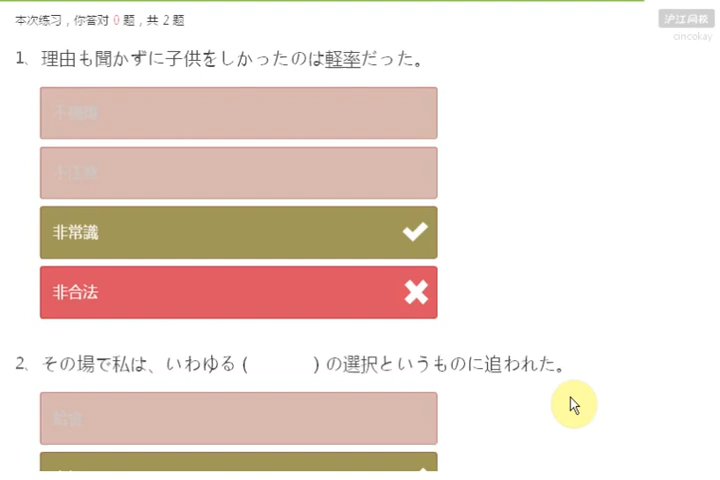 本次练习，你答对 0 题，共 2 题
沪江网校
cincokay
1、理由も聞かずに子供をしかったのは軽率だった。
不注意
非常識
非合法
2、その場で私は、いわゆる (　　　) の選択というものに追われた。